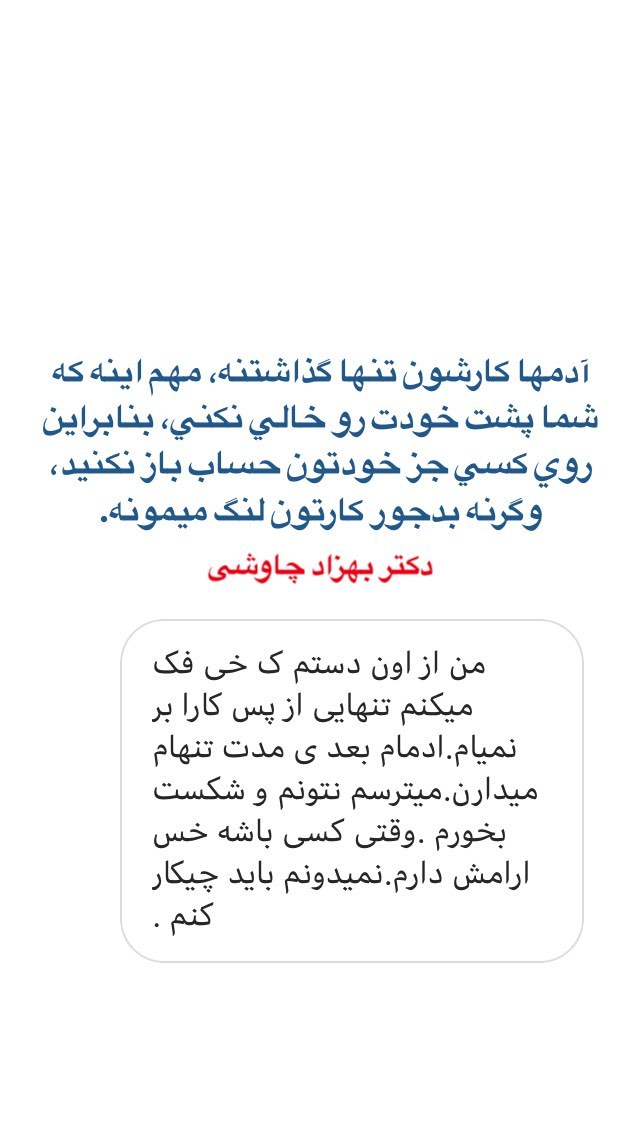 آدمها كارشون تنها گذاشتنه، مهم اينه كه
شما پشت خودت رو خالي نكني، بنابراين
روي كسي جز خودتون حساب باز نكنيد،
وگرنه بدجور كارتون لنگ ميمونه.
دکتر بهزاد چاوشی
من از اون دستم ک خی فک
میکنم تنهایی از پس کارا بر
نمیام.ادمام بعد ی مدت تنهام
میدارن.میترسم نتونم و شکست
بخورم .وقتی کسی باشه خس
ارامش دارم.نمیدونم باید چیکار
کنم .